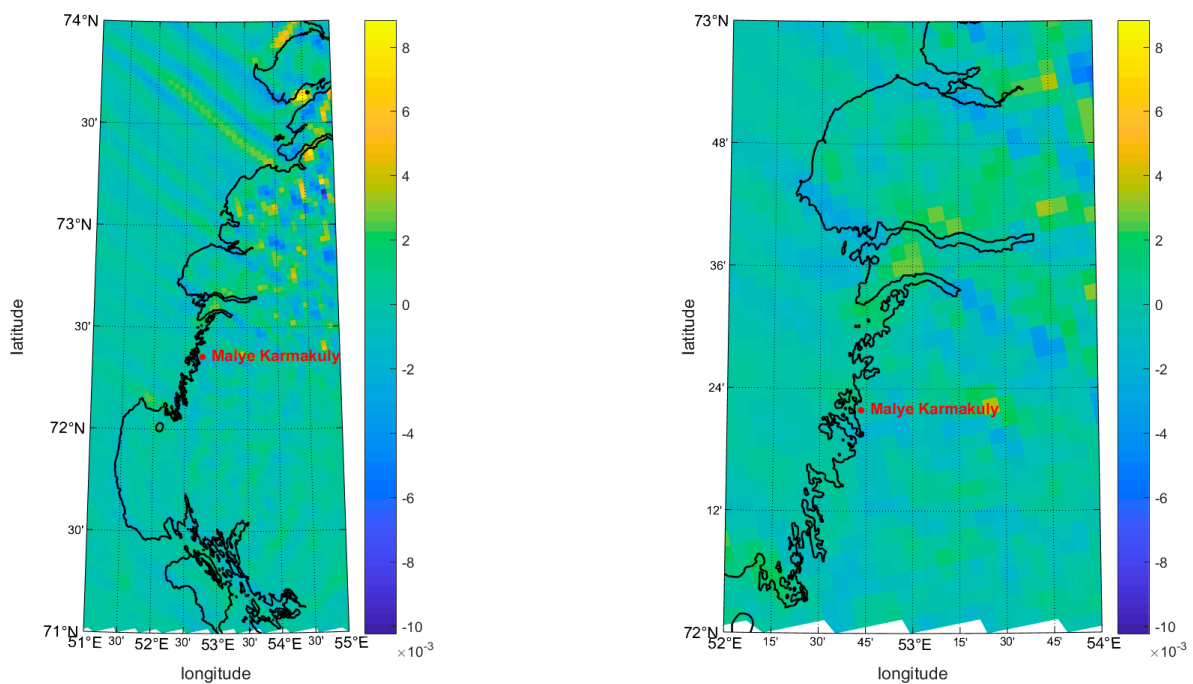 74°N
30'
73°N
30'
72°N
30'
71°N
51°E 30' 52°E 30' 53°E 30' 54°E 30' 55°E
latitude
longitude
Malye Karmakuly
8
6
4
2
0
-2
-4
-6
-8
-10
×10⁻³
73°N
48'
36'
24'
12'
72°N
52°E 15' 30' 45' 53°E 15' 30' 45' 54°E
latitude
longitude
Malye Karmakuly
8
6
4
2
0
-2
-4
-6
-8
-10
×10⁻³